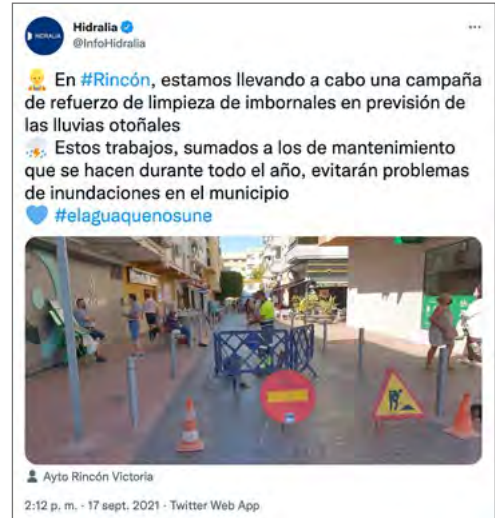 Hidralia
@InfoHidralia
HIDRALIA
En #Rincón, estamos llevando a cabo una campaña
de refuerzo de limpieza de imbornales en previsión de
las lluvias otoñales
Estos trabajos, sumados a los de mantenimiento
que se hacen durante todo el año, evitarán problemas
de inundaciones en el municipio
#elaguaquenosune
Ayto Rincón Victoria
2:12 p. m. · 17 sept. 2021 · Twitter Web App